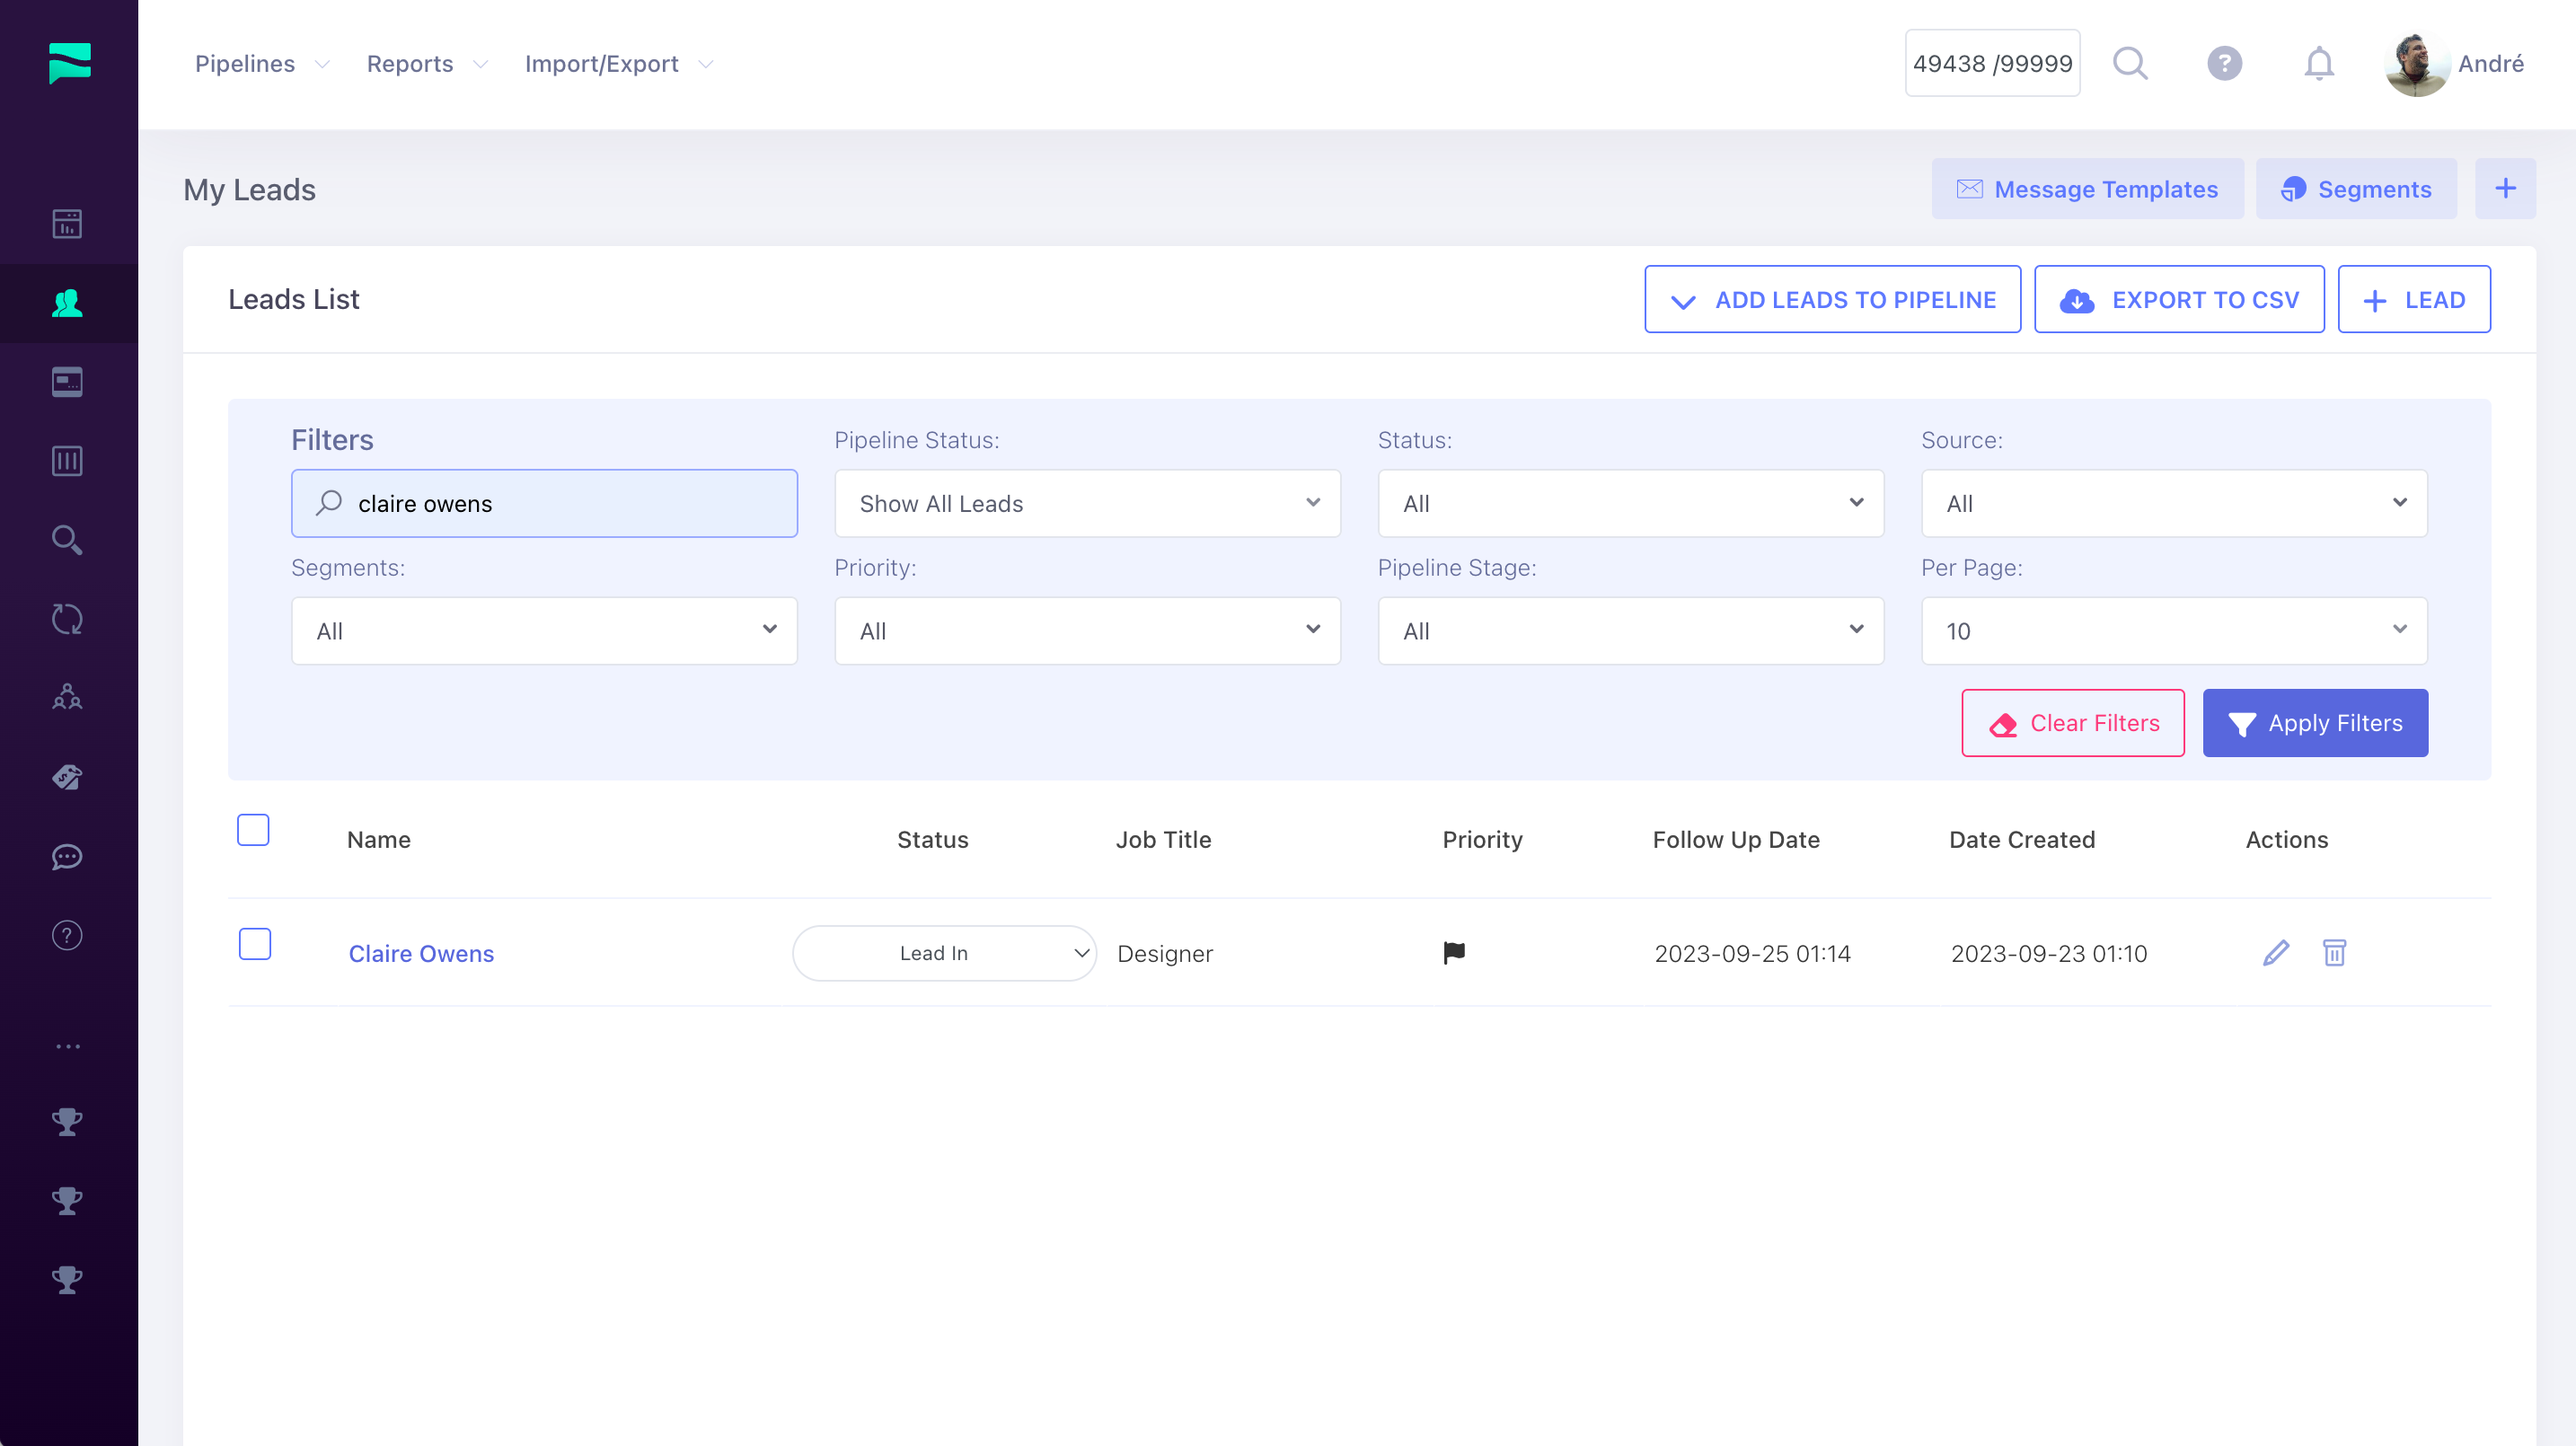 Pipelines Reports Import/Export 49438 /99999 ? André
My Leads Message Templates Segments +
Leads List ADD LEADS TO PIPELINE EXPORT TO CSV + LEAD
Filters Pipeline Status: Status: Source:
claire owens Show All Leads All All
Segments: Priority: Pipeline Stage: Per Page:
All All All 10
Clear Filters Apply Filters
Name Status Job Title Priority Follow Up Date Date Created Actions
Claire Owens Lead In Designer 2023-09-25 01:14 2023-09-23 01:10
?
...